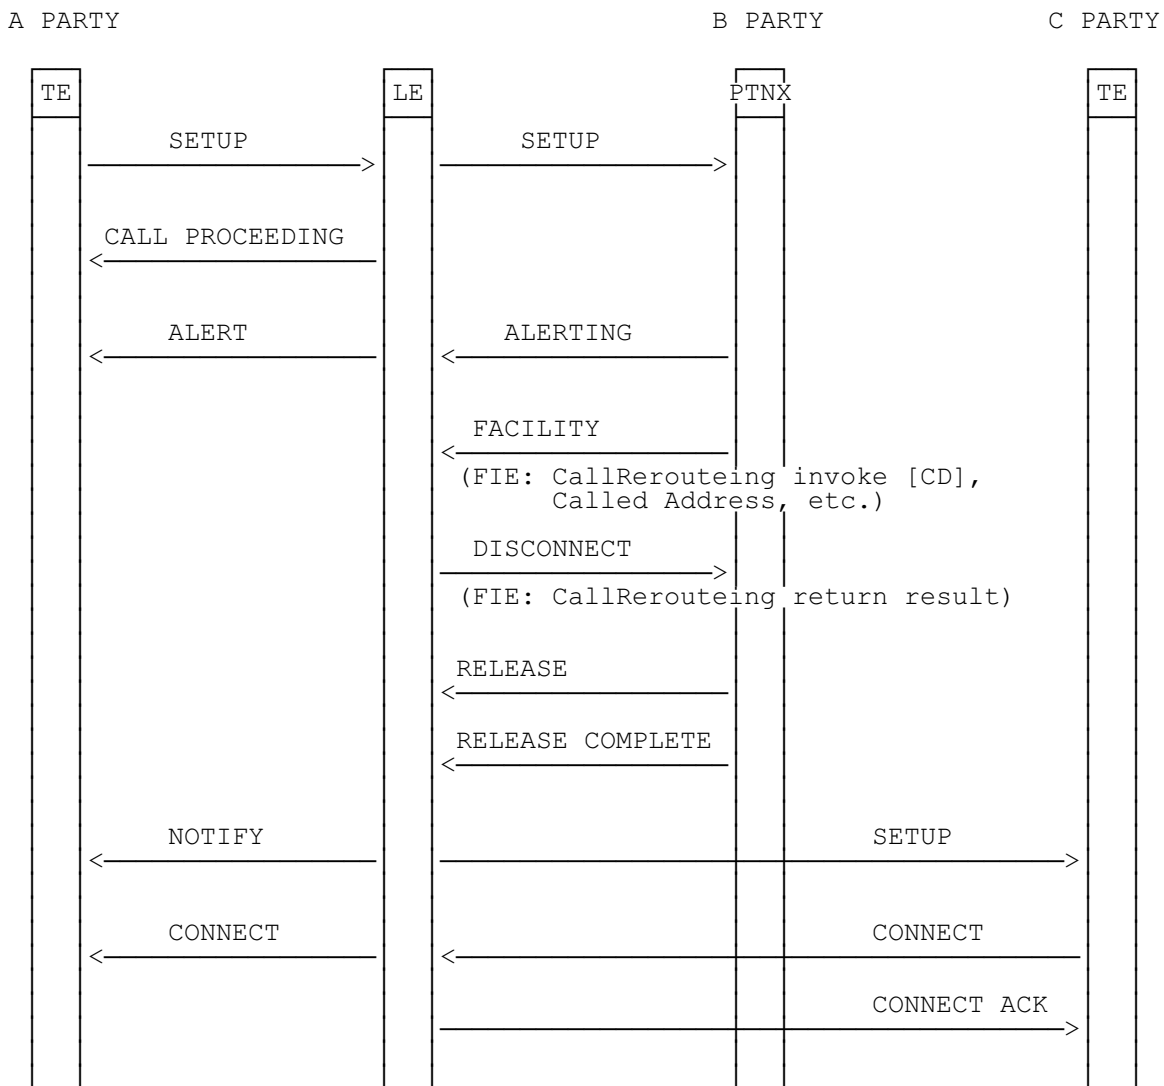 A PARTY B PARTY C PARTY
TE LE PTNX TE
SETUP SETUP
CALL PROCEEDING
ALERT ALERTING
FACILITY
(FIE: CallRerouteing invoke [CD],
Called Address, etc.)
DISCONNECT
(FIE: CallRerouteing return result)
RELEASE
RELEASE COMPLETE
NOTIFY SETUP
CONNECT CONNECT
CONNECT ACK